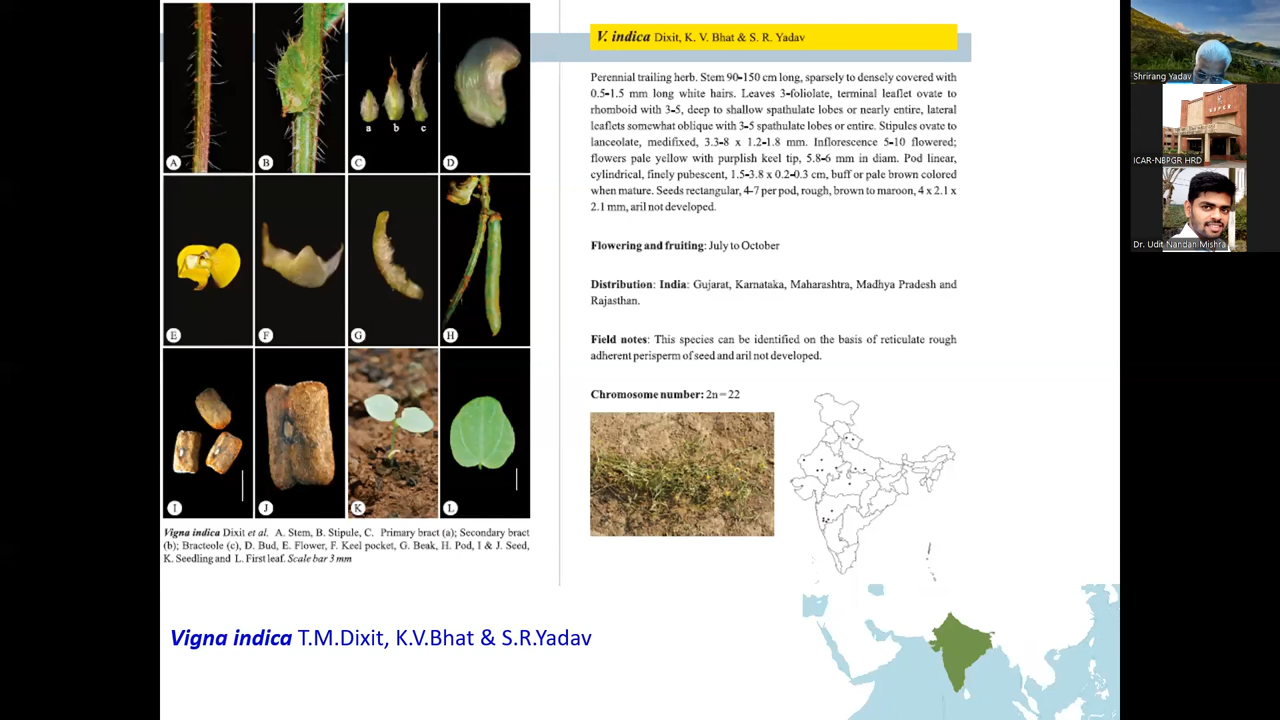 A
B
a b c
C
D
E
F
G
H
I
J
K
L
Vigna indica Dixit et al. A. Stem, B. Stipule, C. Primary bract (a); Secondary bract
(b); Bracteole (c), D. Bud, E. Flower, F. Keel pocket, G. Beak, H. Pod, I & J. Seed,
K. Seedling and L. First leaf. Scale bar 3 mm
V. indica Dixit, K. V. Bhat & S. R. Yadav
Perennial trailing herb. Stem 90-150 cm long, sparsely to densely covered with
0.5-1.5 mm long white hairs. Leaves 3-foliolate, terminal leaflet ovate to
rhomboid with 3-5, deep to shallow spathulate lobes or nearly entire, lateral
leaflets somewhat oblique with 3-5 spathulate lobes or entire. Stipules ovate to
lanceolate, medifixed, 3.3-8 x 1.2-1.8 mm. Inflorescence 5-10 flowered;
flowers pale yellow with purplish keel tip, 5.8-6 mm in diam. Pod linear,
cylindrical, finely pubescent, 1.5-3.8 x 0.2-0.3 cm, buff or pale brown colored
when mature. Seeds rectangular, 4-7 per pod, rough, brown to maroon, 4 x 2.1 x
2.1 mm, aril not developed.
Flowering and fruiting: July to October
Distribution: India: Gujarat, Karnataka, Maharashtra, Madhya Pradesh and
Rajasthan.
Field notes: This species can be identified on the basis of reticulate rough
adherent perisperm of seed and aril not developed.
Chromosome number: 2n = 22
Vigna indica T.M.Dixit, K.V.Bhat & S.R.Yadav
Shrirang Yadav
ICAR-NBPGR HRD
Dr. Udit Nandan Mishra